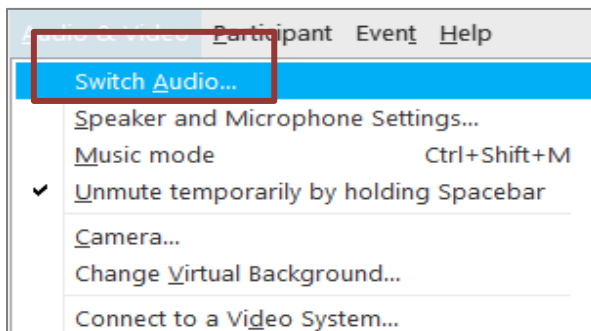 Audio & Video Participant Event Help
Switch Audio...
Speaker and Microphone Settings...
Music mode Ctrl+Shift+M
Unmute temporarily by holding Spacebar
Camera...
Change Virtual Background...
Connect to a Video System...